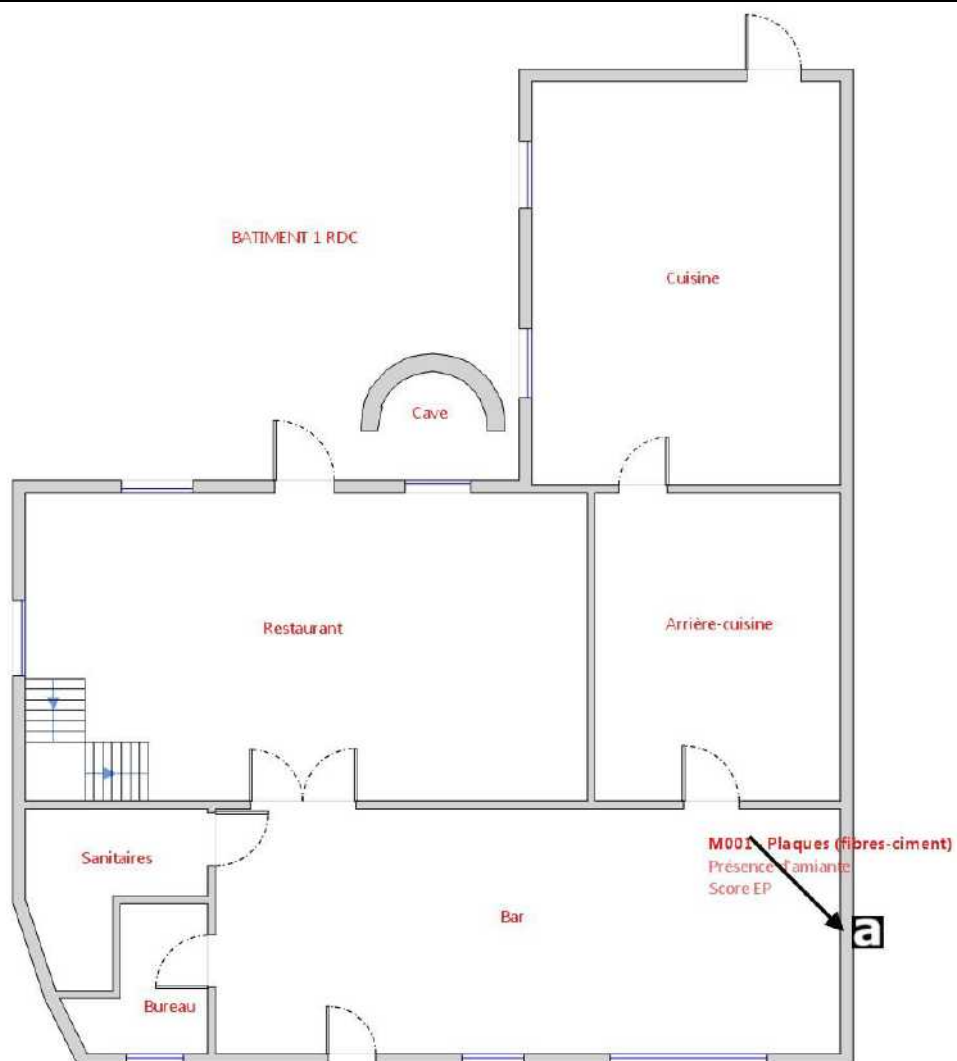 BATIMENT 1 RDC
Cuisine
Cave
Restaurant
Arrière-cuisine
Sanitaires
M001 - Plaques (fibres-ciment)
Présence d'amiante
Score EP
Bar
a
Bureau